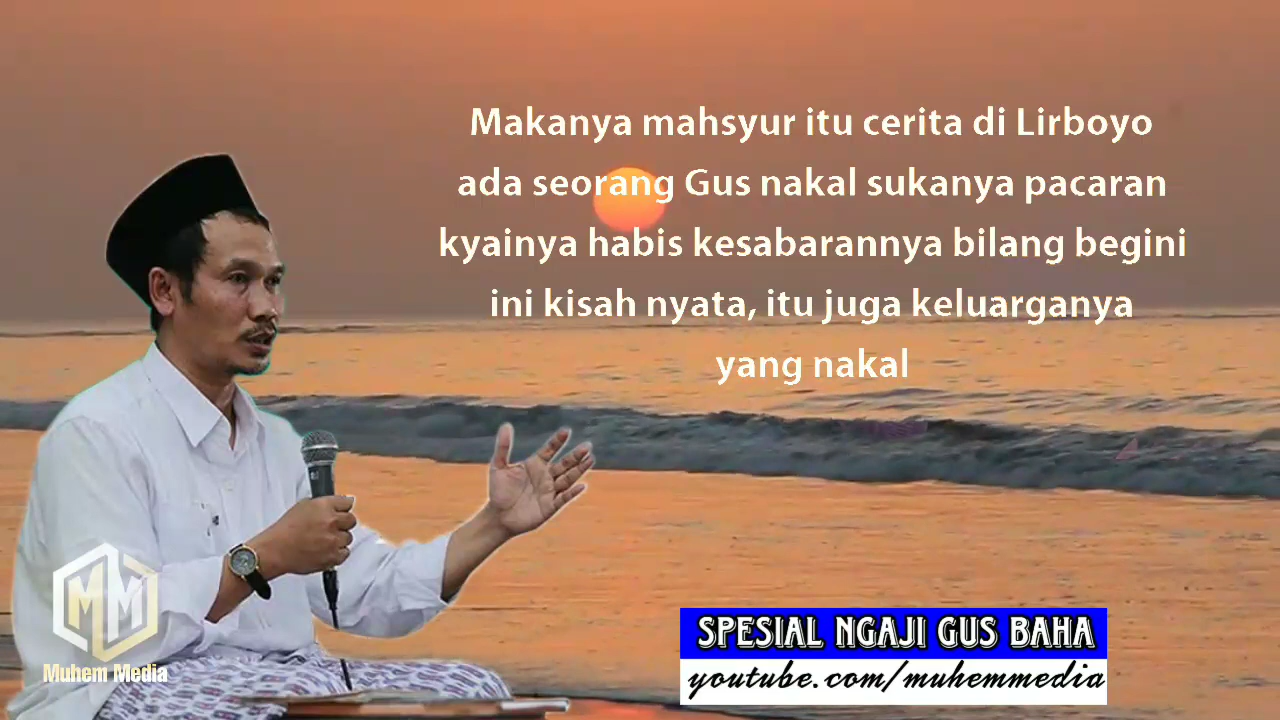 Makanya mahsyur itu cerita di Lirboyo
ada seorang Gus nakal sukanya pacaran
kyainya habis kesabarannya bilang begini
ini kisah nyata, itu juga keluarganya
yang nakal
MM
Muhem Media
SPESIAL NGAJI GUS BAHA
youtube.com/muhemmedia